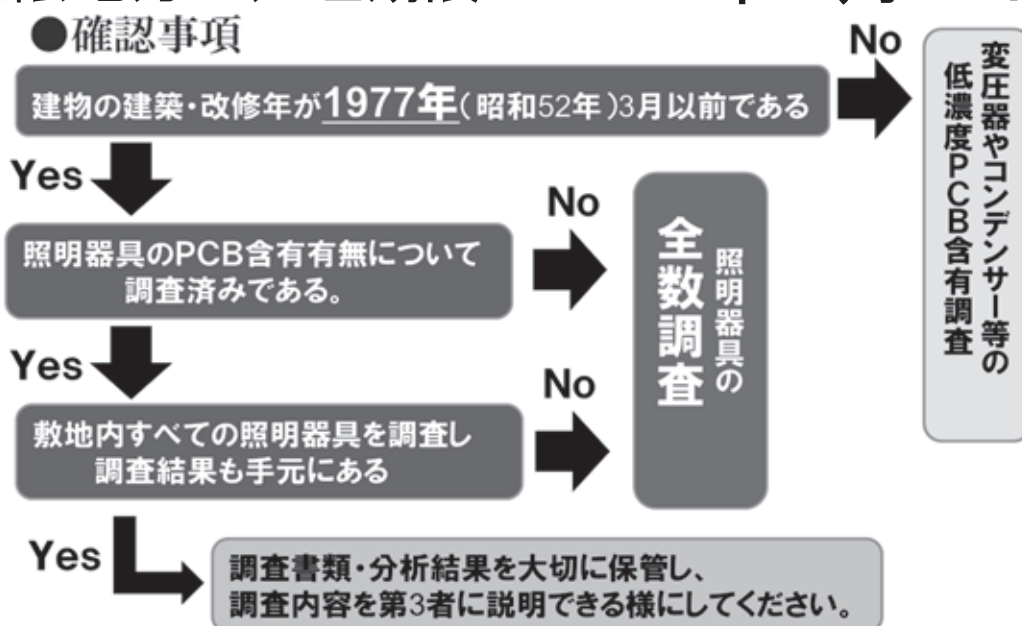 ●確認事項
建物の建築・改修年が1977年(昭和52年)3月以前である
No
変圧器やコンデンサー等の
低濃度PCB含有調査
Yes
照明器具のPCB含有有無について
調査済みである。
No
照明器具の
全数調査
Yes
敷地内すべての照明器具を調査し
調査結果も手元にある
No
Yes
調査書類・分析結果を大切に保管し、
調査内容を第3者に説明できる様にしてください。